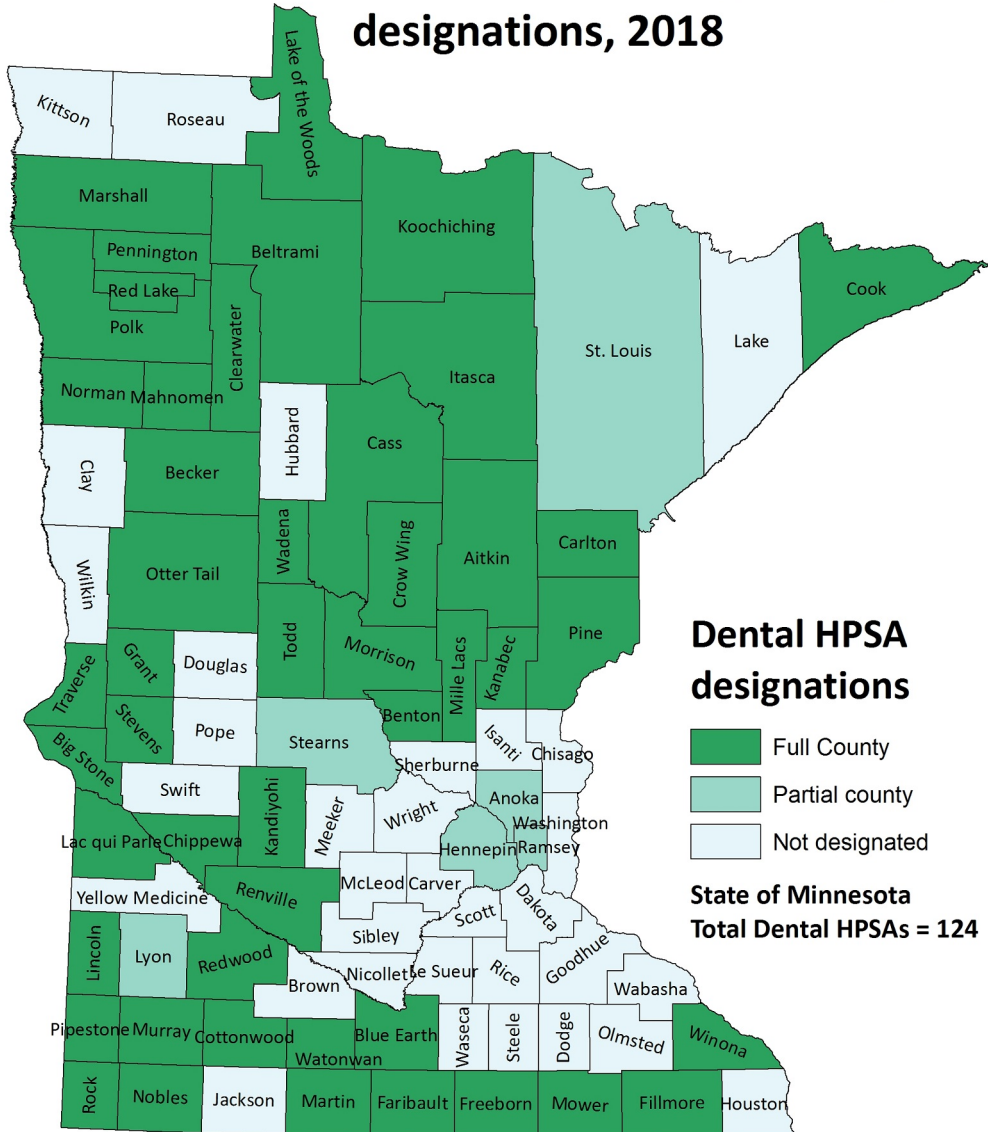 designations, 2018
Lake of the Woods
Kittson
Roseau
Marshall
Koochiching
Pennington
Beltrami
Red Lake
Cook
Polk
Clearwater
Lake
St. Louis
Itasca
Norman
Mahnomen
Hubbard
Cass
Clay
Becker
Wadena
Crow Wing
Carlton
Aitkin
Otter Tail
Wilkin
Todd
Pine
Morrison
Mille Lacs
Kanabec
Traverse
Grant
Douglas
Benton
Stevens
Pope
Stearns
Isanti
Chisago
Big Stone
Sherburne
Swift
Anoka
Kandiyohi
Meeker
Wright
Washington
Lac qui Parle
Chippewa
Hennepin
Ramsey
Yellow Medicine
Renville
McLeod
Carver
Dakota
Scott
Sibley
Lincoln
Lyon
Redwood
Goodhue
Brown
Nicollet
Le Sueur
Rice
Wabasha
Pipestone
Murray
Cottonwood
Watonwan
Blue Earth
Waseca
Steele
Dodge
Olmsted
Winona
Rock
Nobles
Jackson
Martin
Faribault
Freeborn
Mower
Fillmore
Houston
Dental HPSA
designations
Full County
Partial county
Not designated
State of Minnesota
Total Dental HPSAs = 124